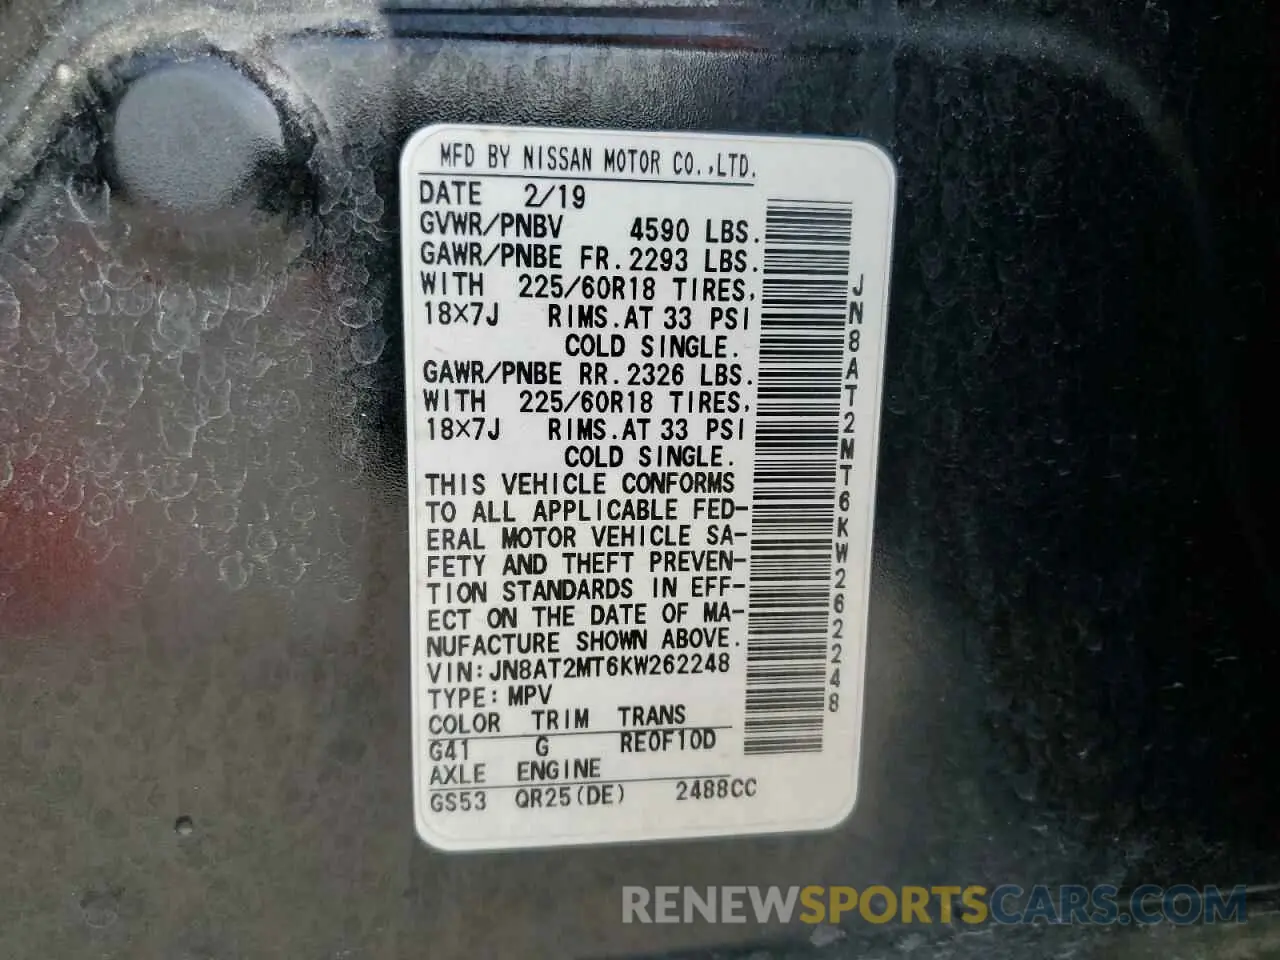 MFD BY NISSAN MOTOR CO.,LTD.
DATE 2/19
GVWR/PNBV 4590 LBS.
GAWR/PNBE FR.2293 LBS.
WITH 225/60R18 TIRES,
18X7J RIMS.AT 33 PSI
COLD SINGLE.
GAWR/PNBE RR.2326 LBS.
WITH 225/60R18 TIRES,
18X7J RIMS.AT 33 PSI
COLD SINGLE.
THIS VEHICLE CONFORMS
TO ALL APPLICABLE FED-
ERAL MOTOR VEHICLE SA-
FETY AND THEFT PREVEN-
TION STANDARDS IN EFF-
ECT ON THE DATE OF MA-
NUFACTURE SHOWN ABOVE.
VIN:JN8AT2MT6KW262248
TYPE:MPV
COLOR TRIM TRANS
G41 G RE0F10D
AXLE ENGINE
GS53 QR25(DE) 2488CC
JN8AT2MT6KW262248
RENEWSPORTSCARS.COM